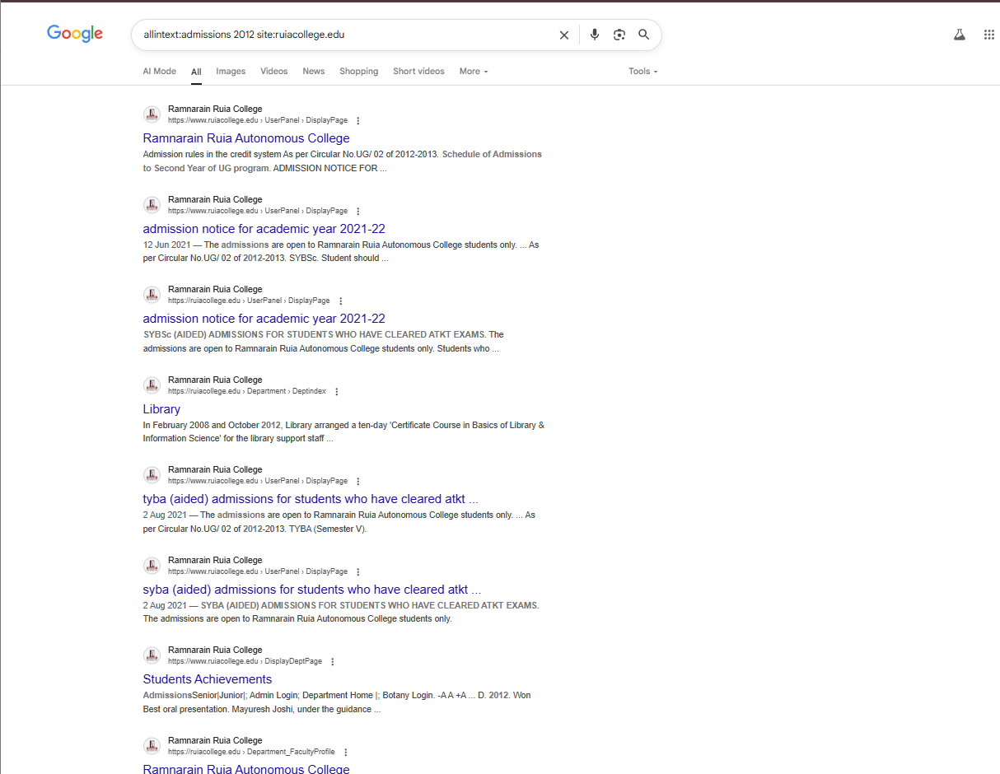 Google
allintext:admissions 2012 site:ruiacollege.edu
AI Mode All Images Videos News Shopping Short videos More Tools
Ramnarain Ruia College
https://www.ruiacollege.edu › UserPanel › DisplayPage
Ramnarain Ruia Autonomous College
Admission rules in the credit system As per Circular No.UG/ 02 of 2012-2013. Schedule of Admissions
to Second Year of UG program. ADMISSION NOTICE FOR ...
Ramnarain Ruia College
https://www.ruiacollege.edu › UserPanel › DisplayPage
admission notice for academic year 2021-22
12 Jun 2021 — The admissions are open to Ramnarain Ruia Autonomous College students only. ... As
per Circular No.UG/ 02 of 2012-2013. SYBSc. Student should ...
Ramnarain Ruia College
https://ruiacollege.edu › UserPanel › DisplayPage
admission notice for academic year 2021-22
SYBSc (AIDED) ADMISSIONS FOR STUDENTS WHO HAVE CLEARED ATKT EXAMS. The
admissions are open to Ramnarain Ruia Autonomous College students only. Students who ...
Ramnarain Ruia College
https://ruiacollege.edu › Department › Deptindex
Library
In February 2008 and October 2012, Library arranged a ten-day 'Certificate Course in Basics of Library &
Information Science' for the library support staff ...
Ramnarain Ruia College
https://www.ruiacollege.edu › UserPanel › DisplayPage
tyba (aided) admissions for students who have cleared atkt ...
2 Aug 2021 — The admissions are open to Ramnarain Ruia Autonomous College students only. ... As
per Circular No.UG/ 02 of 2012-2013. TYBA (Semester V).
Ramnarain Ruia College
https://www.ruiacollege.edu › UserPanel › DisplayPage
syba (aided) admissions for students who have cleared atkt ...
2 Aug 2021 — SYBA (AIDED) ADMISSIONS FOR STUDENTS WHO HAVE CLEARED ATKT EXAMS.
The admissions are open to Ramnarain Ruia Autonomous College students only.
Ramnarain Ruia College
https://www.ruiacollege.edu › DisplayDeptPage
Students Achievements
AdmissionsSenior|Junior|; Admin Login; Department Home |; Botany Login. -A A +A ... D. 2012. Won
Best oral presentation. Mayuresh Joshi, under the guidance ...
Ramnarain Ruia College
https://ruiacollege.edu › Department_FacultyProfile
Ramnarain Ruia Autonomous College